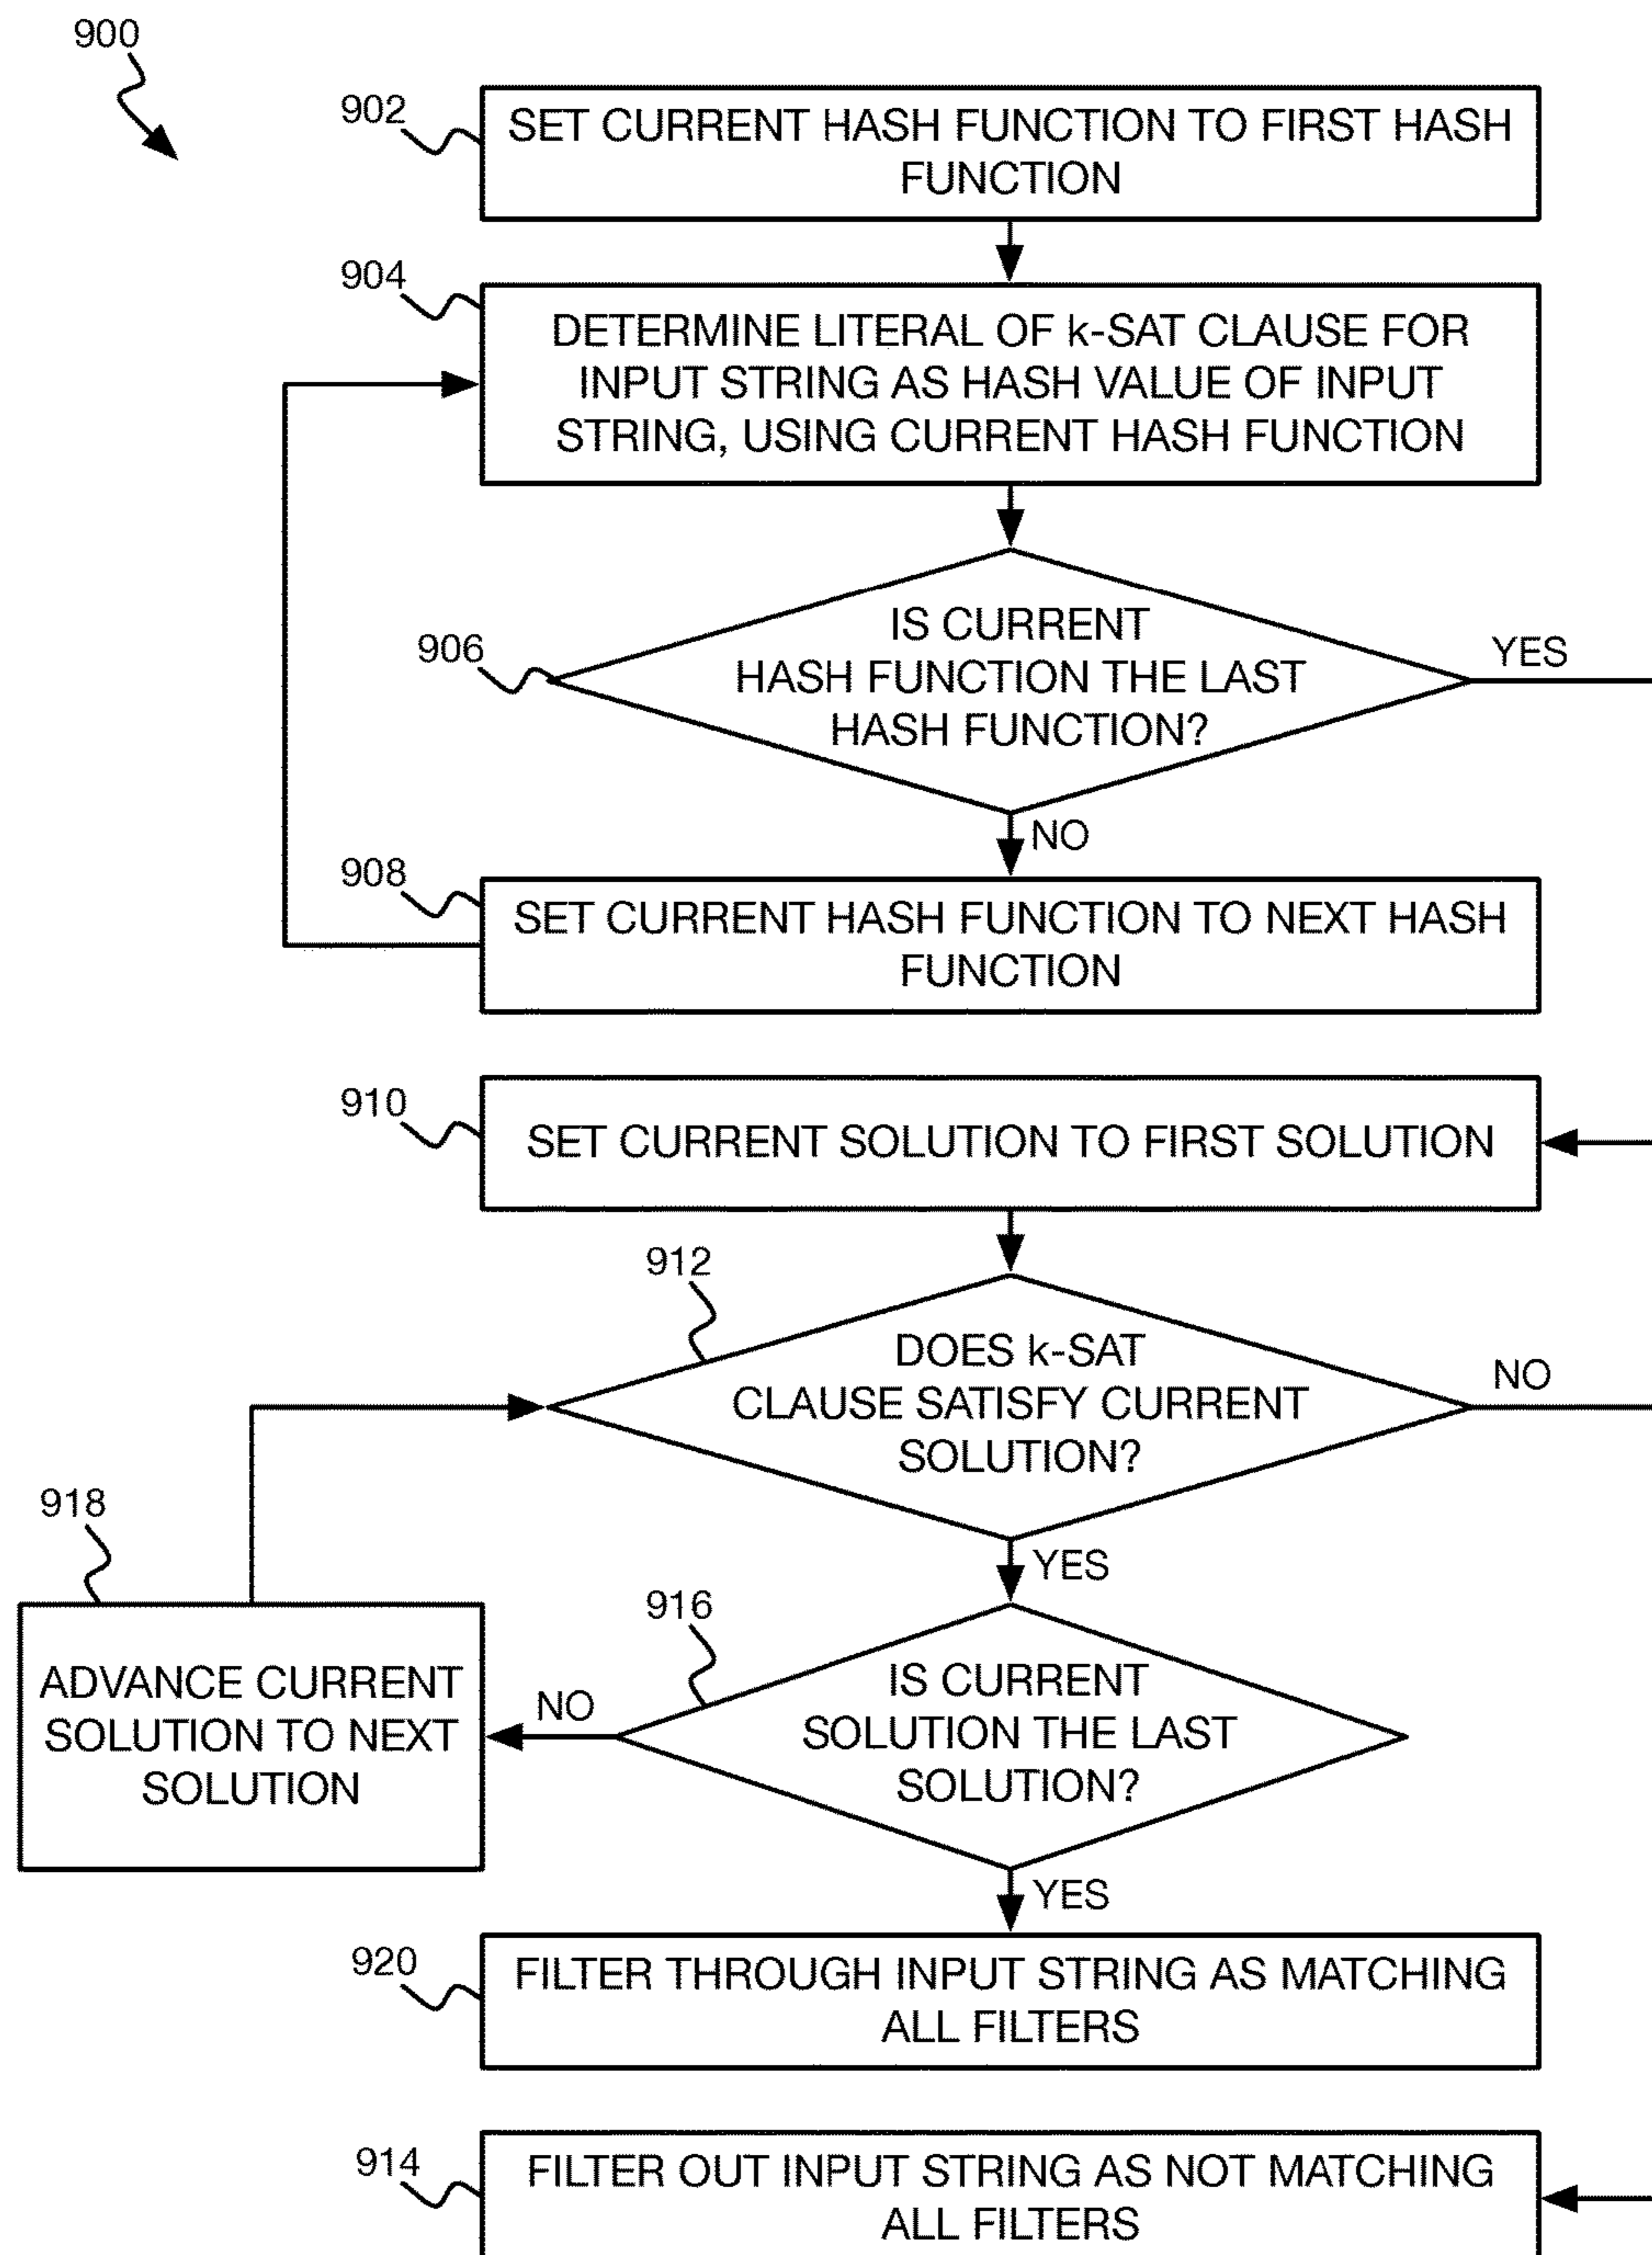 900
902
SET CURRENT HASH FUNCTION TO FIRST HASH
FUNCTION
904
DETERMINE LITERAL OF k-SAT CLAUSE FOR
INPUT STRING AS HASH VALUE OF INPUT
STRING, USING CURRENT HASH FUNCTION
906
IS CURRENT
HASH FUNCTION THE LAST
HASH FUNCTION?
YES
NO
908
SET CURRENT HASH FUNCTION TO NEXT HASH
FUNCTION
910
SET CURRENT SOLUTION TO FIRST SOLUTION
912
DOES k-SAT
CLAUSE SATISFY CURRENT
SOLUTION?
NO
YES
918
ADVANCE CURRENT
SOLUTION TO NEXT
SOLUTION
NO
916
IS CURRENT
SOLUTION THE LAST
SOLUTION?
YES
920
FILTER THROUGH INPUT STRING AS MATCHING
ALL FILTERS
914
FILTER OUT INPUT STRING AS NOT MATCHING
ALL FILTERS